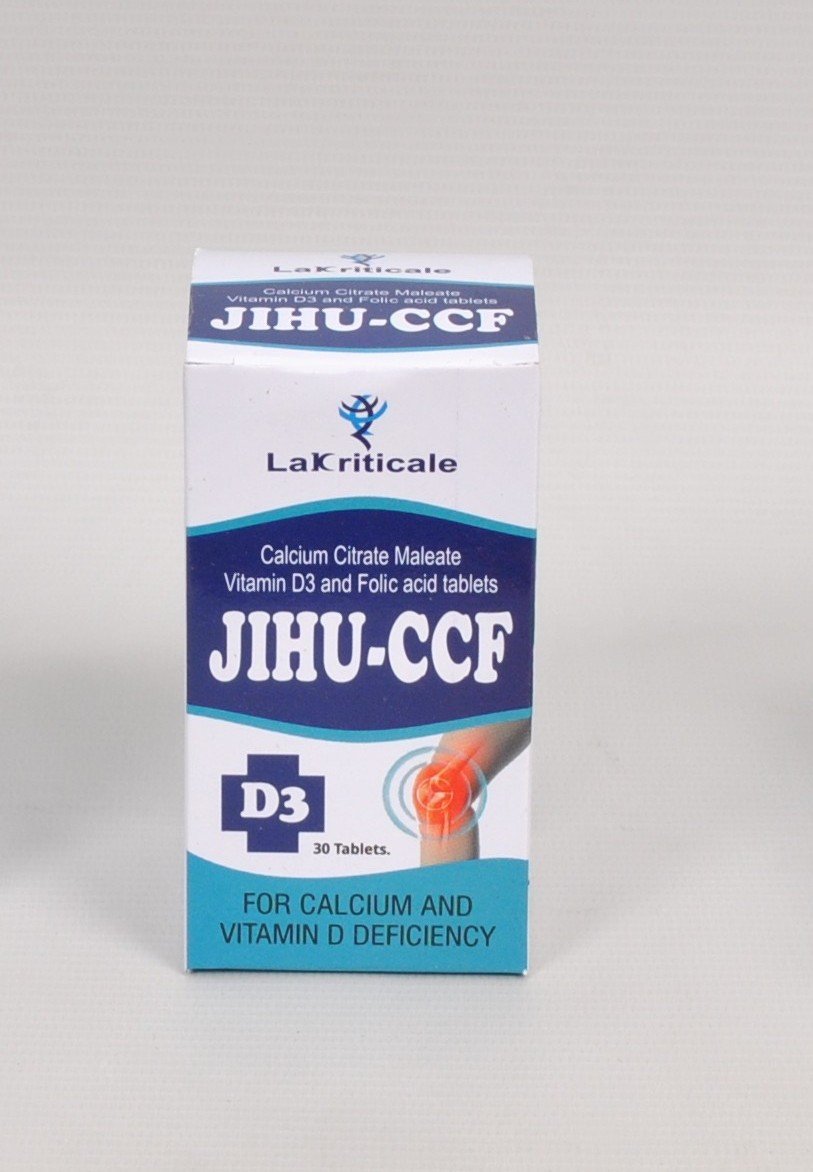 LaKriticale
Calcium Citrate Maleate
Vitamin D3 and Folic acid tablets
JIHU-CCF
LaKriticale
Calcium Citrate Maleate
Vitamin D3 and Folic acid tablets
JIHU-CCF
D3
30 Tablets.
FOR CALCIUM AND
VITAMIN D DEFICIENCY